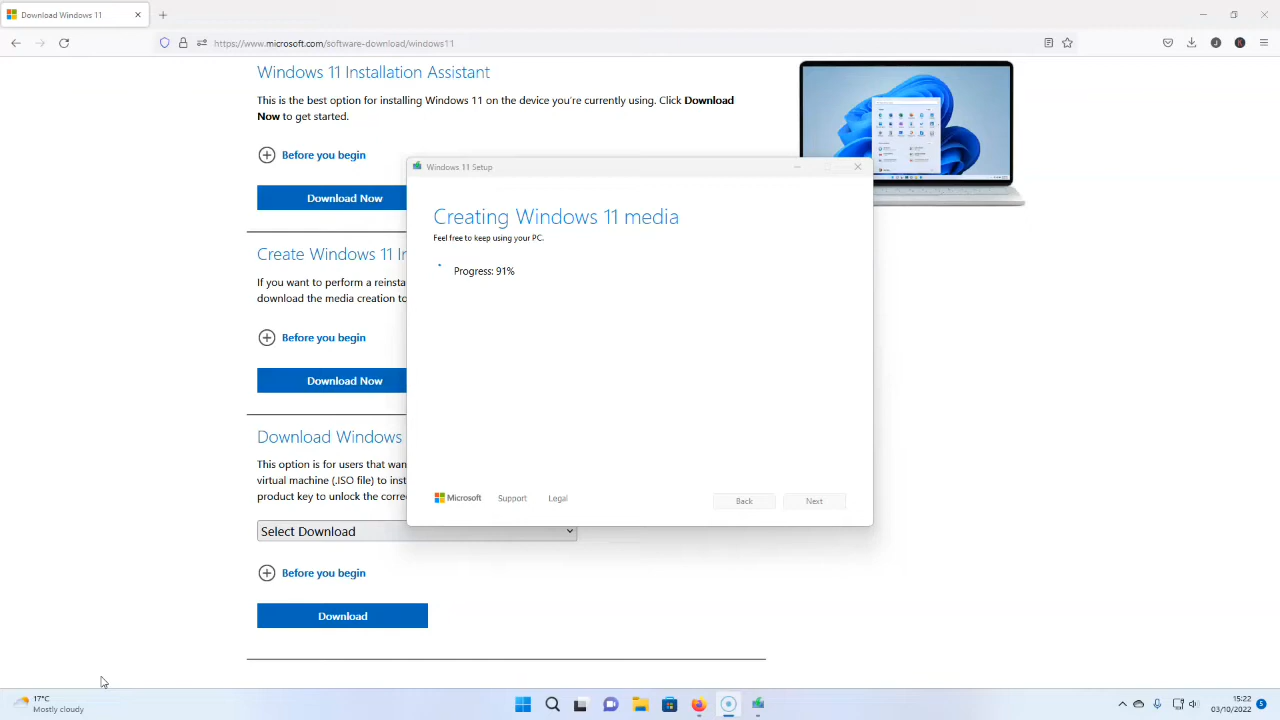 Download Windows 11
https://www.microsoft.com/software-download/windows11
Windows 11 Installation Assistant
This is the best option for installing Windows 11 on the device you're currently using. Click Download
Now to get started.
Before you begin
Download Now
Create Windows 11 I
If you want to perform a reinsta
download the media creation to
Before you begin
Download Now
Download Windows
This option is for users that wan
virtual machine (.ISO file) to inst
product key to unlock the correc
Select Download
Before you begin
Download
Windows 11 Setup
Creating Windows 11 media
Feel free to keep using your PC.
Progress: 91%
Microsoft Support Legal
Back Next
17°C
Mostly cloudy
15:22
03/10/2022
5